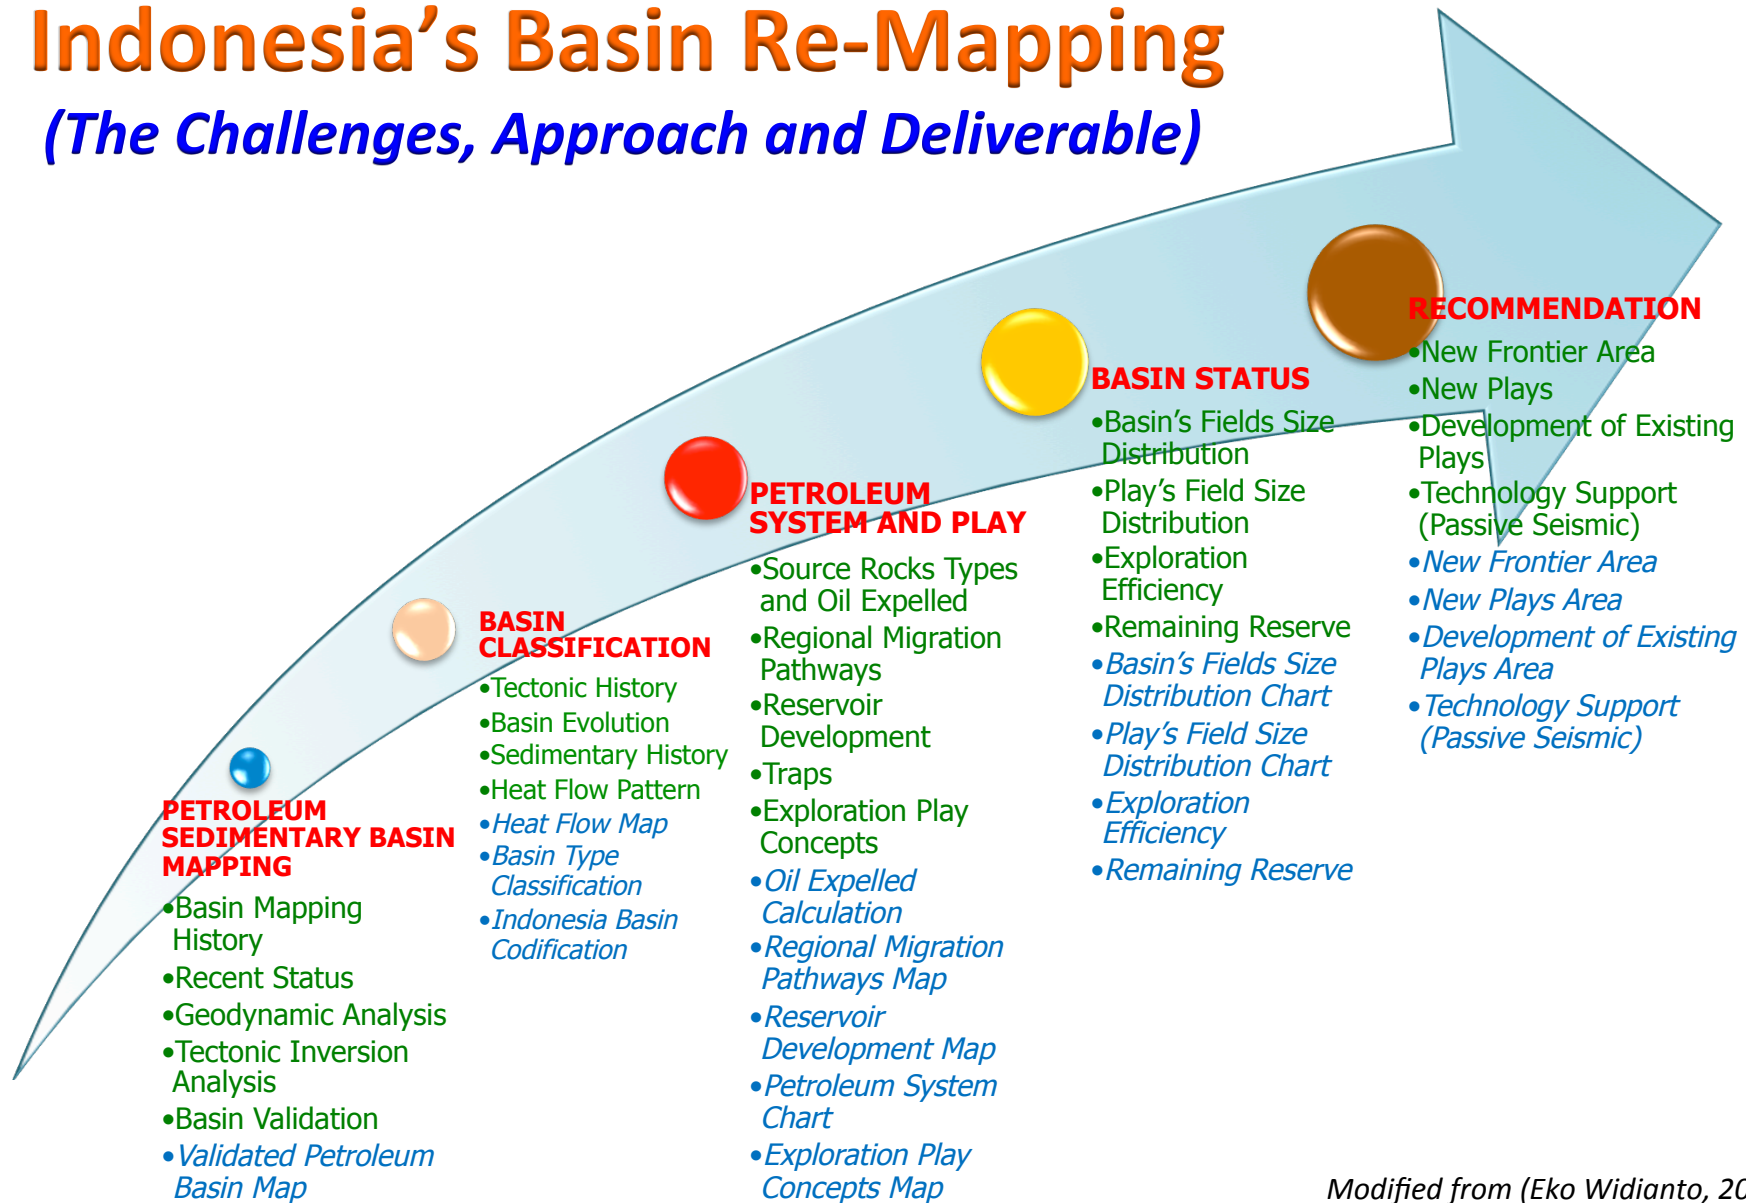 Indonesia’s Basin Re-Mapping
(The Challenges, Approach and Deliverable)
PETROLEUM
SEDIMENTARY BASIN
MAPPING
•Basin Mapping
History
•Recent Status
•Geodynamic Analysis
•Tectonic Inversion
Analysis
•Basin Validation
•Validated Petroleum
Basin Map
BASIN
CLASSIFICATION
•Tectonic History
•Basin Evolution
•Sedimentary History
•Heat Flow Pattern
•Heat Flow Map
•Basin Type
Classification
•Indonesia Basin
Codification
PETROLEUM
SYSTEM AND PLAY
•Source Rocks Types
and Oil Expelled
•Regional Migration
Pathways
•Reservoir
Development
•Traps
•Exploration Play
Concepts
•Oil Expelled
Calculation
•Regional Migration
Pathways Map
•Reservoir
Development Map
•Petroleum System
Chart
•Exploration Play
Concepts Map
BASIN STATUS
•Basin’s Fields Size
Distribution
•Play’s Field Size
Distribution
•Exploration
Efficiency
•Remaining Reserve
•Basin’s Fields Size
Distribution Chart
•Play’s Field Size
Distribution Chart
•Exploration
Efficiency
•Remaining Reserve
RECOMMENDATION
•New Frontier Area
•New Plays
•Development of Existing
Plays
•Technology Support
(Passive Seismic)
•New Frontier Area
•New Plays Area
•Development of Existing
Plays Area
•Technology Support
(Passive Seismic)
Modified from (Eko Widianto, 20